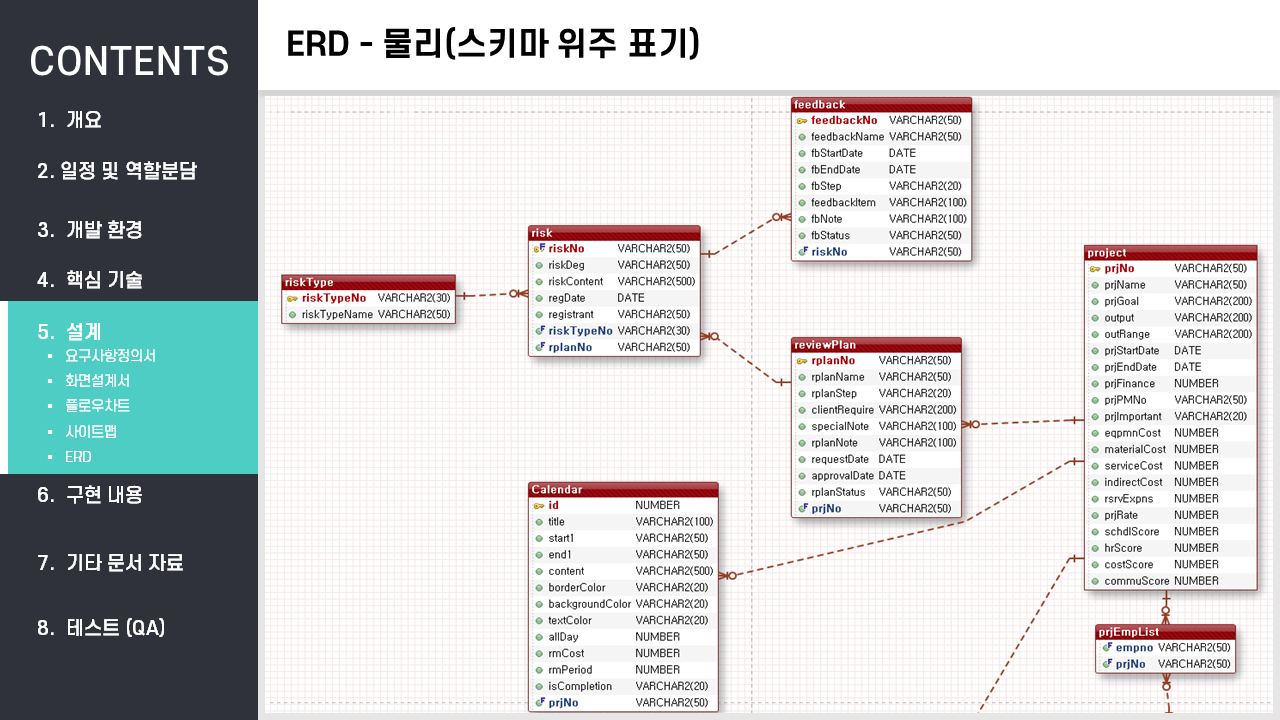 CONTENTS
1. 개요
2. 일정 및 역할분담
3. 개발 환경
4. 핵심 기술
5. 설계
▪ 요구사항정의서
▪ 화면설계서
▪ 플로우차트
▪ 사이트맵
▪ ERD
6. 구현 내용
7. 기타 문서 자료
8. 테스트 (QA)
ERD - 물리(스키마 위주 표기)
feedback
feedbackNo VARCHAR2(50)
feedbackName VARCHAR2(50)
fbStartDate DATE
fbEndDate DATE
fbStep VARCHAR2(20)
feedbackItem VARCHAR2(100)
fbNote VARCHAR2(100)
fbStatus VARCHAR2(50)
riskNo VARCHAR2(50)
risk
riskNo VARCHAR2(50)
riskDeg VARCHAR2(50)
riskContent VARCHAR2(500)
regDate DATE
registrant VARCHAR2(50)
riskTypeNo VARCHAR2(30)
rplanNo VARCHAR2(50)
riskType
riskTypeNo VARCHAR2(30)
riskTypeName VARCHAR2(50)
reviewPlan
rplanNo VARCHAR2(50)
rplanName VARCHAR2(50)
rplanStep VARCHAR2(20)
clientRequire VARCHAR2(200)
specialNote VARCHAR2(100)
rplanNote VARCHAR2(100)
requestDate DATE
approvalDate DATE
rplanStatus VARCHAR2(50)
prjNo VARCHAR2(50)
project
prjNo VARCHAR2(50)
prjName VARCHAR2(50)
prjGoal VARCHAR2(200)
output VARCHAR2(200)
outRange VARCHAR2(200)
prjStartDate DATE
prjEndDate DATE
prjFinance NUMBER
prjPMNo VARCHAR2(50)
prjImportant VARCHAR2(20)
eqpmnCost NUMBER
materialCost NUMBER
serviceCost NUMBER
indirectCost NUMBER
rsrvExpns NUMBER
prjRate NUMBER
schdlScore NUMBER
hrScore NUMBER
costScore NUMBER
commuScore NUMBER
Calendar
id NUMBER
title VARCHAR2(100)
start1 VARCHAR2(50)
end1 VARCHAR2(50)
content VARCHAR2(500)
borderColor VARCHAR2(20)
backgroundColor VARCHAR2(20)
textColor VARCHAR2(20)
allDay NUMBER
rmCost NUMBER
rmPeriod NUMBER
isCompletion VARCHAR2(20)
prjNo VARCHAR2(50)
prjEmpList
empno VARCHAR2(50)
prjNo VARCHAR2(50)